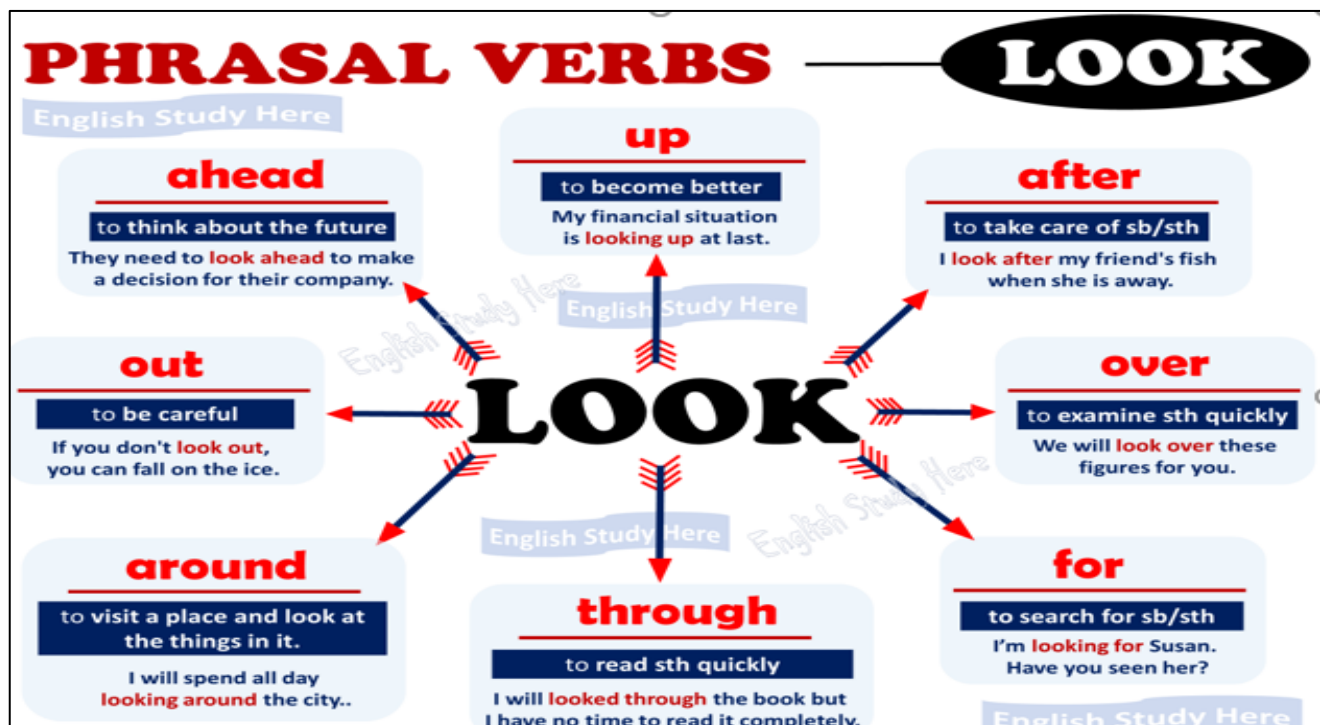 PHRASAL VERBS
LOOK
English Study Here
ahead
to think about the future
They need to look ahead to make
a decision for their company.
up
to become better
My financial situation
is looking up at last.
after
to take care of sb/sth
I look after my friend's fish
when she is away.
English Study Here
English Study Here
out
to be careful
If you don't look out,
you can fall on the ice.
LOOK
over
to examine sth quickly
We will look over these
figures for you.
English Study Here
English Study Here
around
to visit a place and look at
the things in it.
I will spend all day
looking around the city..
through
to read sth quickly
I will looked through the book but
I have no time to read it completely.
for
to search for sb/sth
I'm looking for Susan.
Have you seen her?
English Study Here